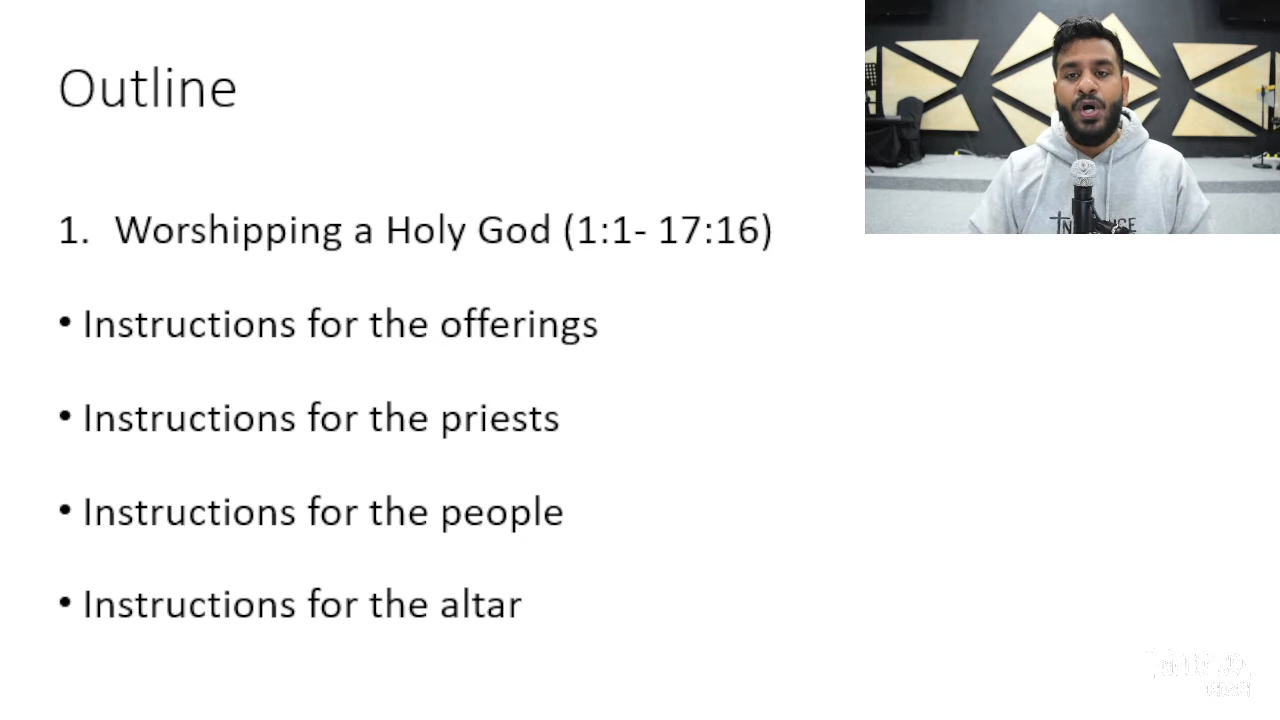 Outline
1. Worshipping a Holy God (1:1- 17:16)
• Instructions for the offerings
• Instructions for the priests
• Instructions for the people
• Instructions for the altar